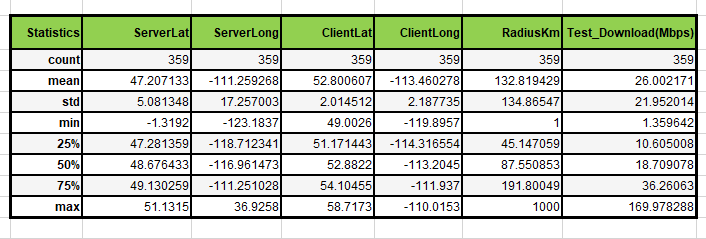 Statistics ServerLat ServerLong ClientLat ClientLong RadiusKm Test_Download(Mbps)
count 359 359 359 359 359 359
mean 47.207133 -111.259268 52.800607 -113.460278 132.819429 26.002171
std 5.081348 17.257003 2.014512 2.187735 134.86547 21.952014
min -1.3192 -123.1837 49.0026 -119.8957 1 1.359642
25% 47.281359 -118.712341 51.171443 -114.316554 45.147059 10.605008
50% 48.676433 -116.961473 52.8822 -113.2045 87.550853 18.709078
75% 49.130259 -111.251028 54.10455 -111.937 191.80049 36.26063
max 51.1315 36.9258 58.7173 -110.0153 1000 169.978288